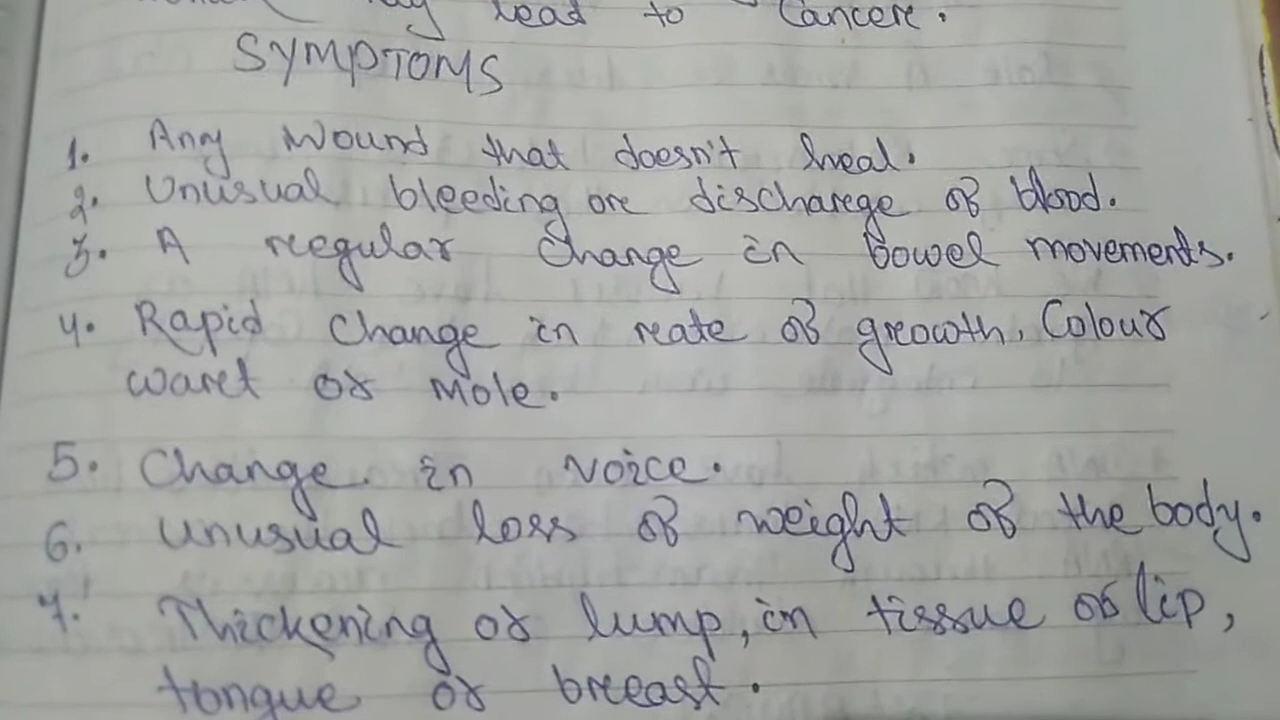 lead to Cancer.
SYMPTOMS
1. Any Wound that doesn't heal.
2. Unusual bleeding or discharge of blood.
3. A regular change in bowel movements.
4. Rapid change in rate of growth, Colour
wart or Mole.
5. Change in voice.
6. Unusual loss of weight of the body.
7. Thickening or lump, in tissue of lip,
tongue or breast.